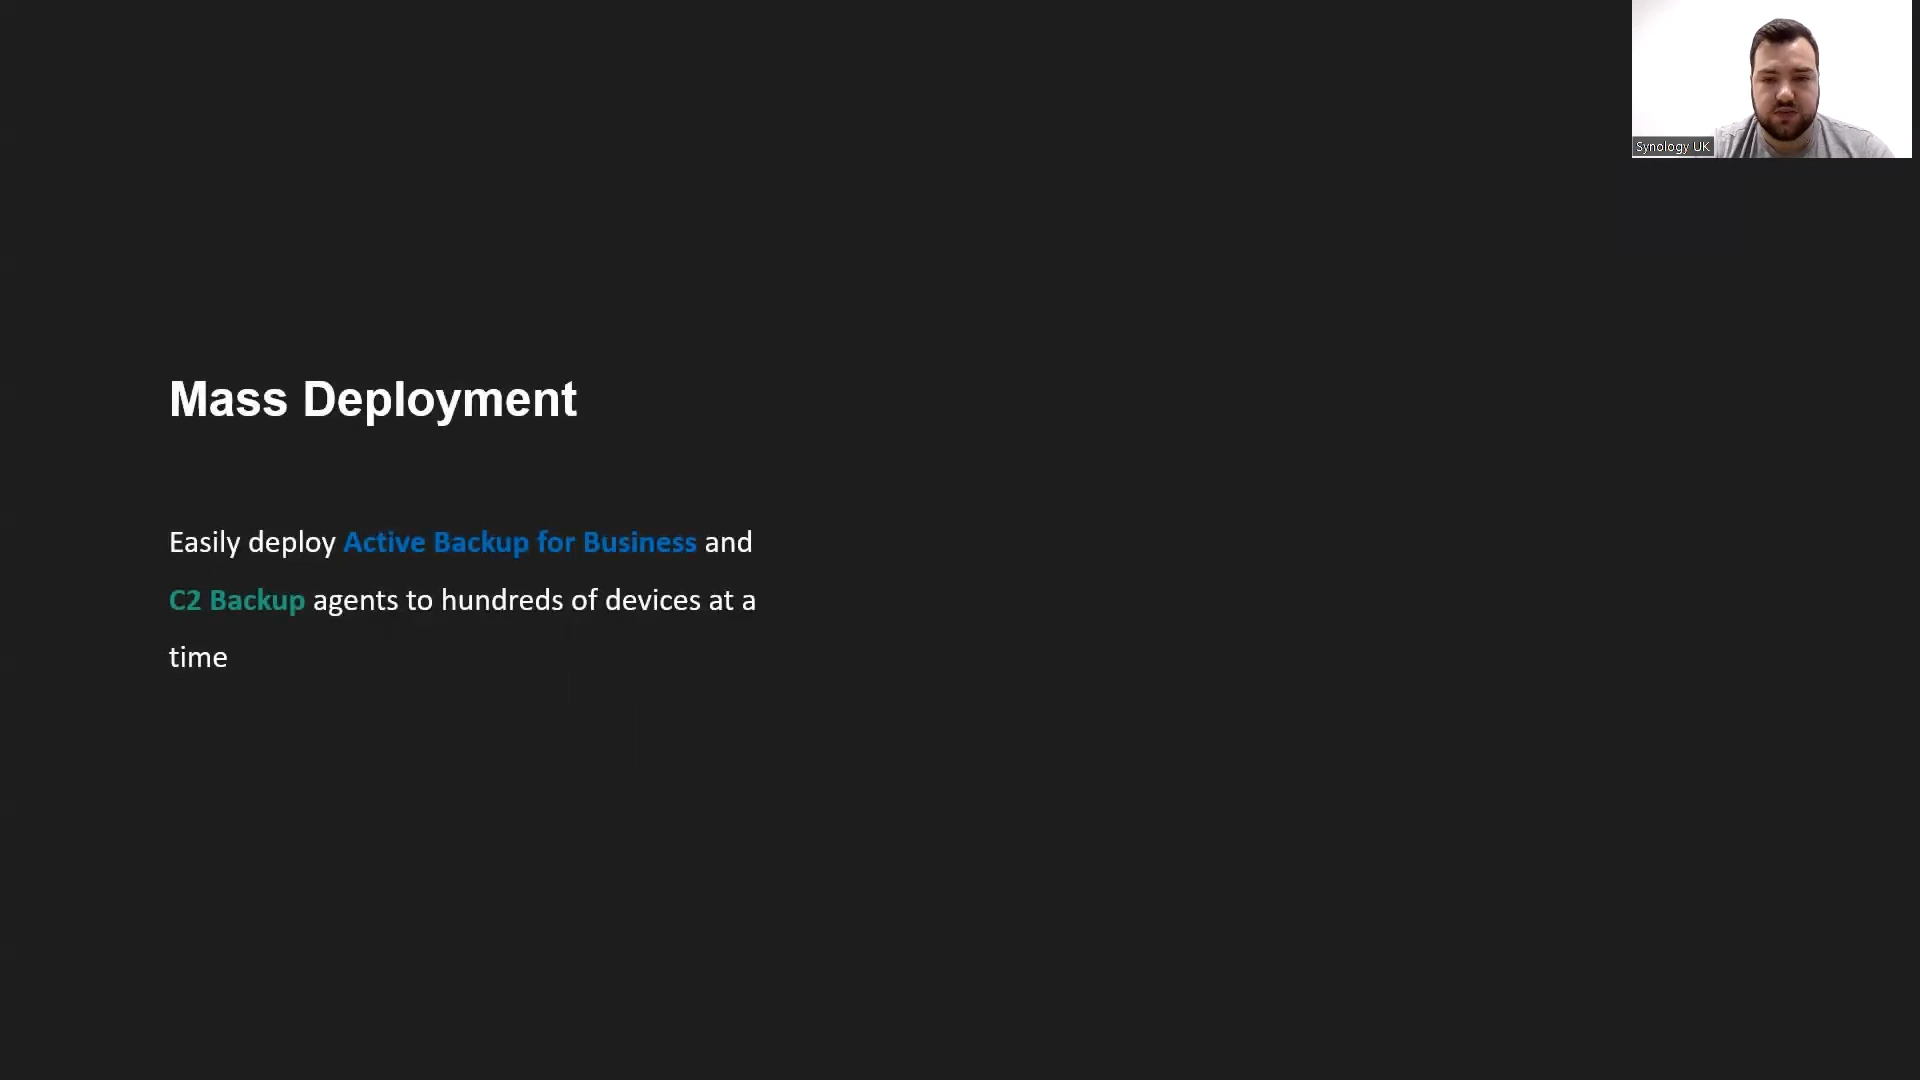 Synology UK
Mass Deployment
Easily deploy Active Backup for Business and
C2 Backup agents to hundreds of devices at a
time